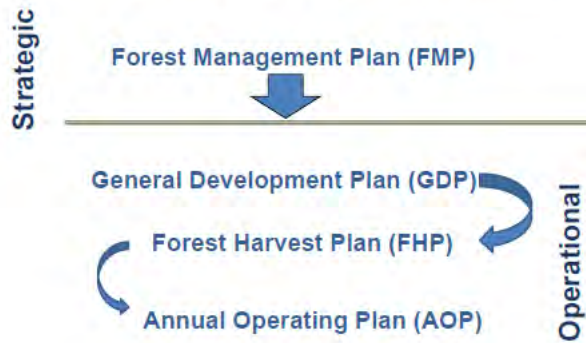 Strategic
Forest Management Plan (FMP)
General Development Plan (GDP)
Forest Harvest Plan (FHP)
Annual Operating Plan (AOP)
Operational